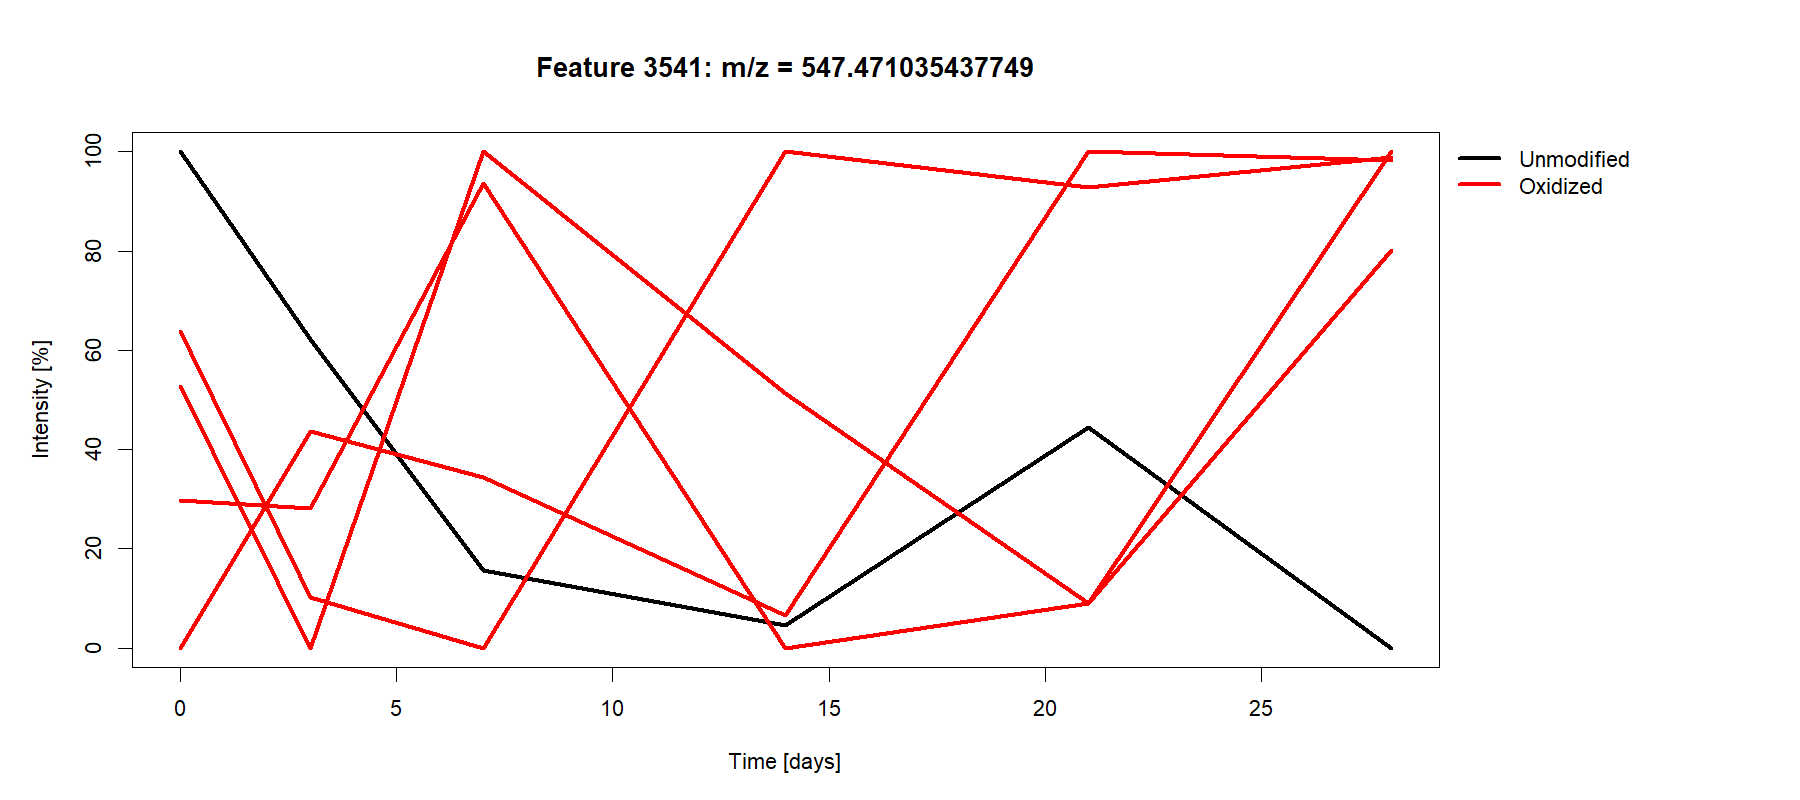 Feature 3541: m/z = 547.471035437749
Unmodified
Oxidized
Intensity [%]
100
80
60
40
20
0
0 5 10 15 20 25
Time [days]